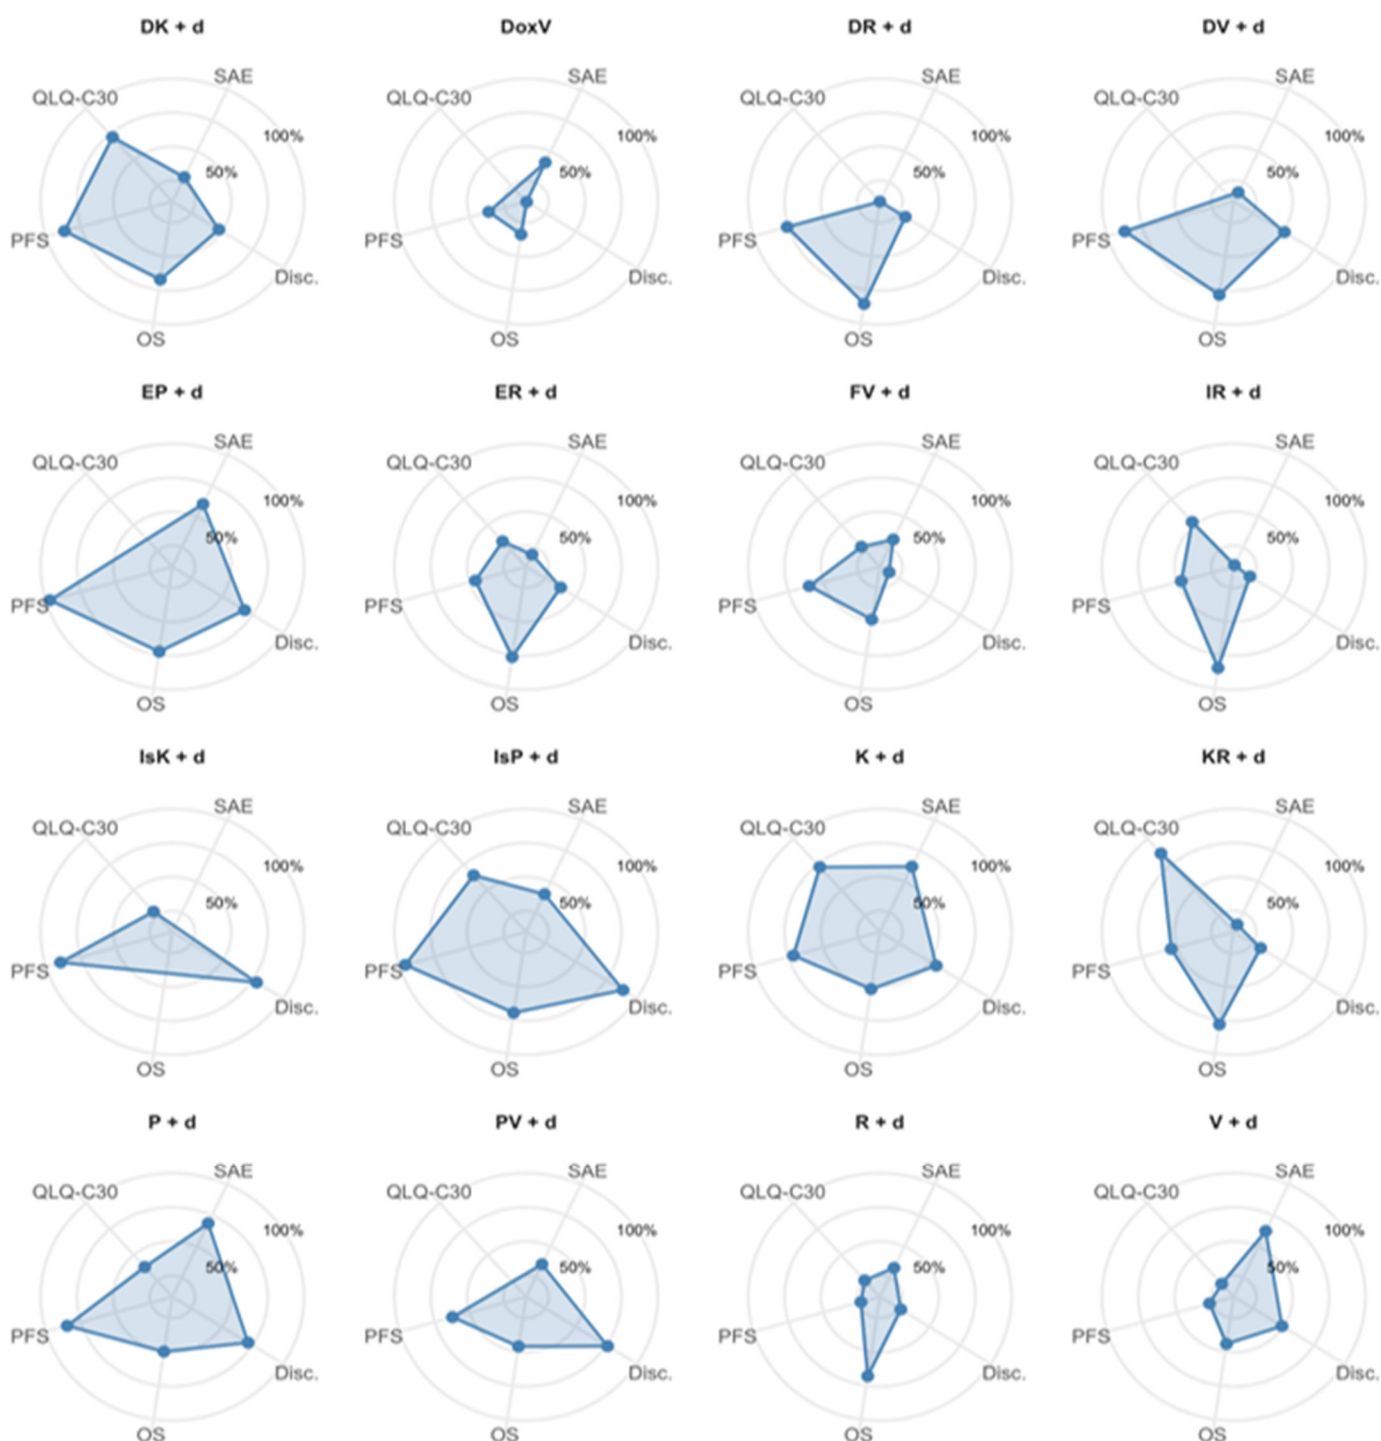 DK + d DoxV DR + d DV + d
SAE SAE SAE SAE
QLQ-C30 QLQ-C30 QLQ-C30 QLQ-C30
100% 100% 100% 100%
50% 50% 50% 50%
PFS PFS PFS PFS
Disc. Disc. Disc. Disc.
OS OS OS OS
EP + d ER + d FV + d IR + d
SAE SAE SAE SAE
QLQ-C30 QLQ-C30 QLQ-C30 QLQ-C30
100% 100% 100% 100%
50% 50% 50% 50%
PFS PFS PFS PFS
Disc. Disc. Disc. Disc.
OS OS OS OS
IsK + d IsP + d K + d KR + d
SAE SAE SAE SAE
QLQ-C30 QLQ-C30 QLQ-C30 QLQ-C30
100% 100% 100% 100%
50% 50% 50% 50%
PFS PFS PFS PFS
Disc. Disc. Disc. Disc.
OS OS OS OS
P + d PV + d R + d V + d
SAE SAE SAE SAE
QLQ-C30 QLQ-C30 QLQ-C30 QLQ-C30
100% 100% 100% 100%
50% 50% 50% 50%
PFS PFS PFS PFS
Disc. Disc. Disc. Disc.
OS OS OS OS